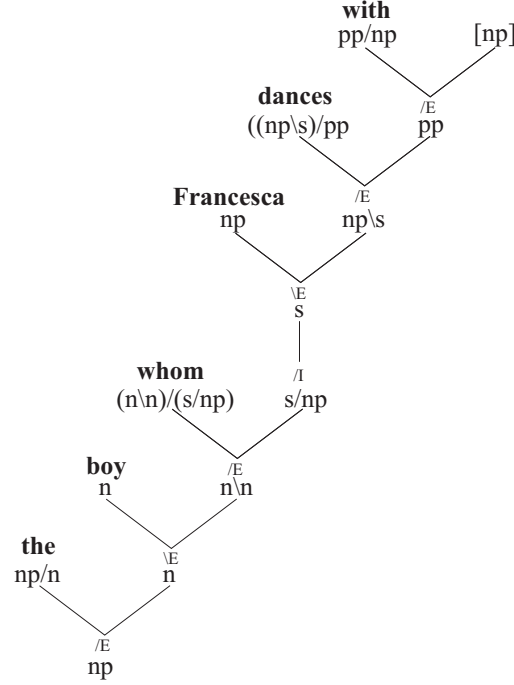 with
pp/np [np]
/E
dances
((np\s)/pp pp
/E
Francesca
np np\s
\E
s
/I
whom
(n\n)/(s/np) s/np
/E
boy
n n\n
\E
the
np/n n
/E
np